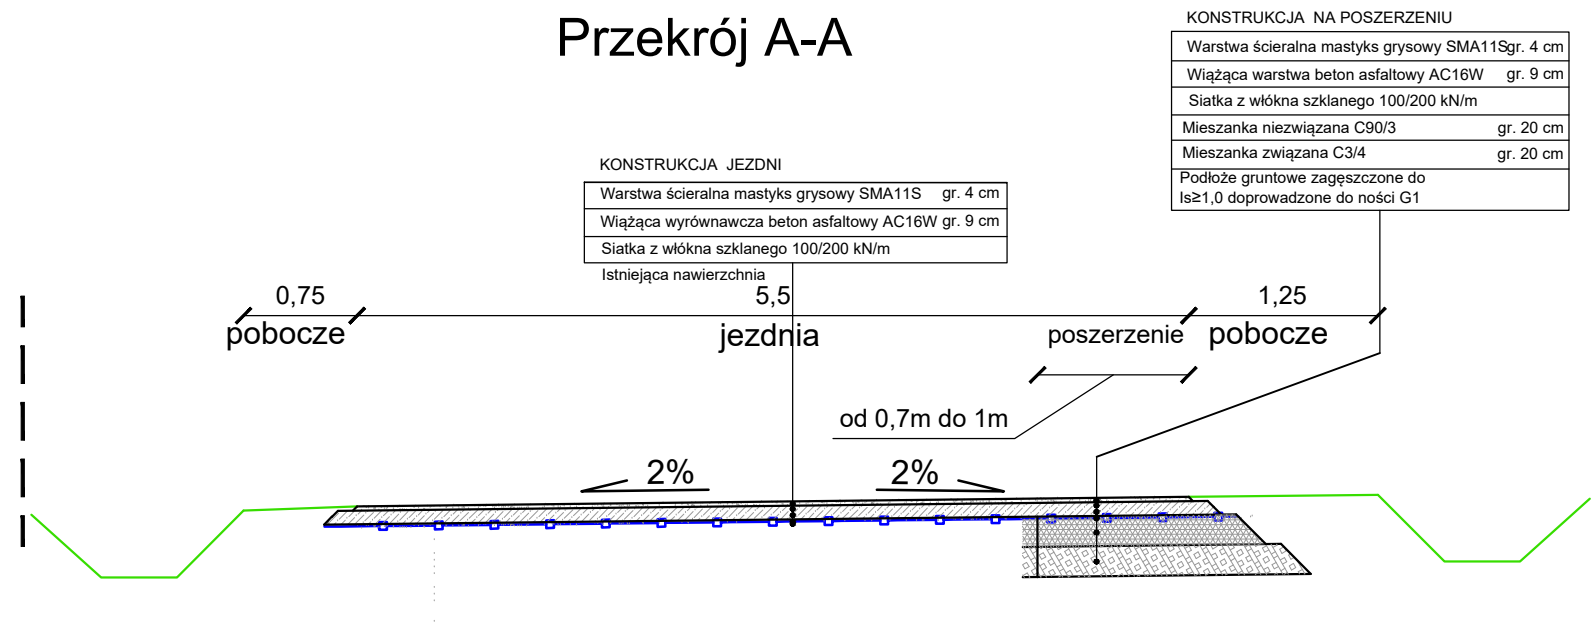 Przekrój A-A
KONSTRUKCJA NA POSZERZENIU
Warstwa ścieralna mastyks grysowy SMA11S gr. 4 cm
Wiążąca warstwa beton asfaltowy AC16W gr. 9 cm
Siatka z włókna szklanego 100/200 kN/m
Mieszanka niezwiązana C90/3 gr. 20 cm
Mieszanka związana C3/4 gr. 20 cm
Podłoże gruntowe zagęszczone do
Is≥1,0 doprowadzone do ności G1
KONSTRUKCJA JEZDNI
Warstwa ścieralna mastyks grysowy SMA11S gr. 4 cm
Wiążąca wyrównawcza beton asfaltowy AC16W gr. 9 cm
Siatka z włókna szklanego 100/200 kN/m
Istniejąca nawierzchnia
0,75 5,5 1,25
pobocze jezdnia poszerzenie pobocze
od 0,7m do 1m
2% 2%